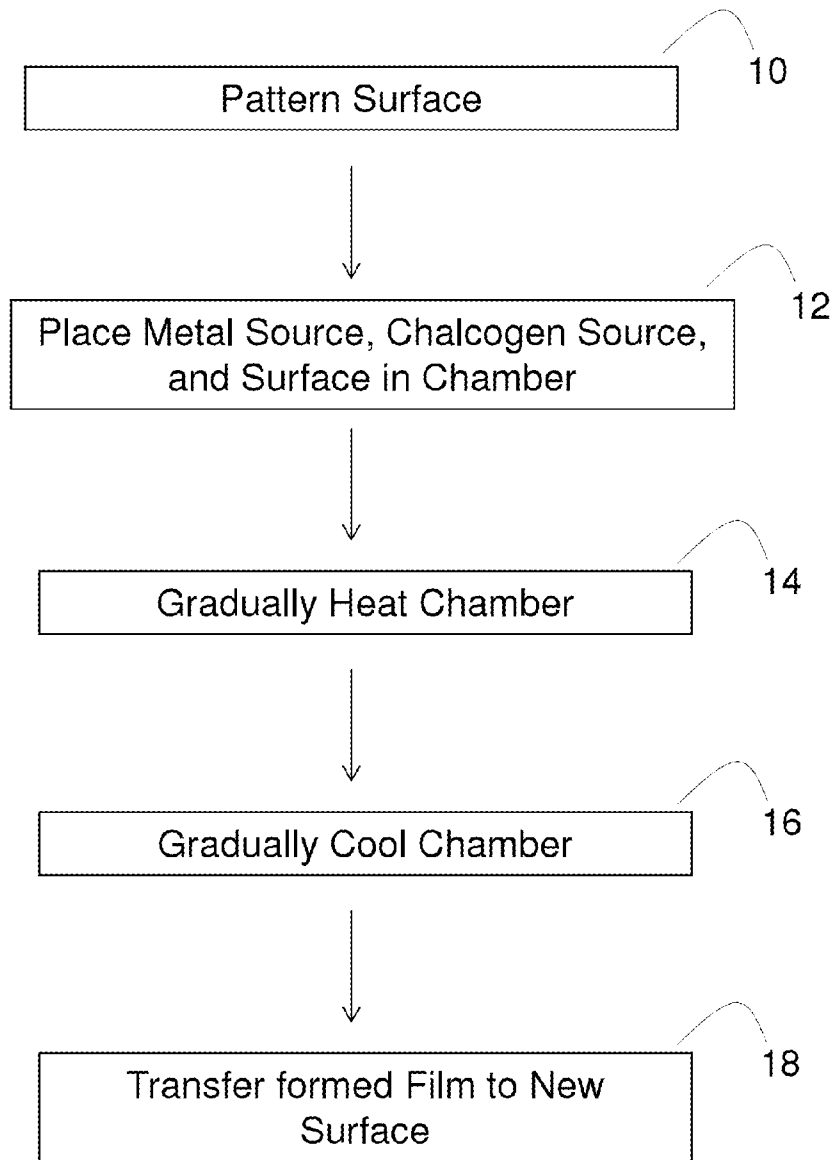 10
Pattern Surface
12
Place Metal Source, Chalcogen Source,
and Surface in Chamber
14
Gradually Heat Chamber
16
Gradually Cool Chamber
18
Transfer formed Film to New
Surface